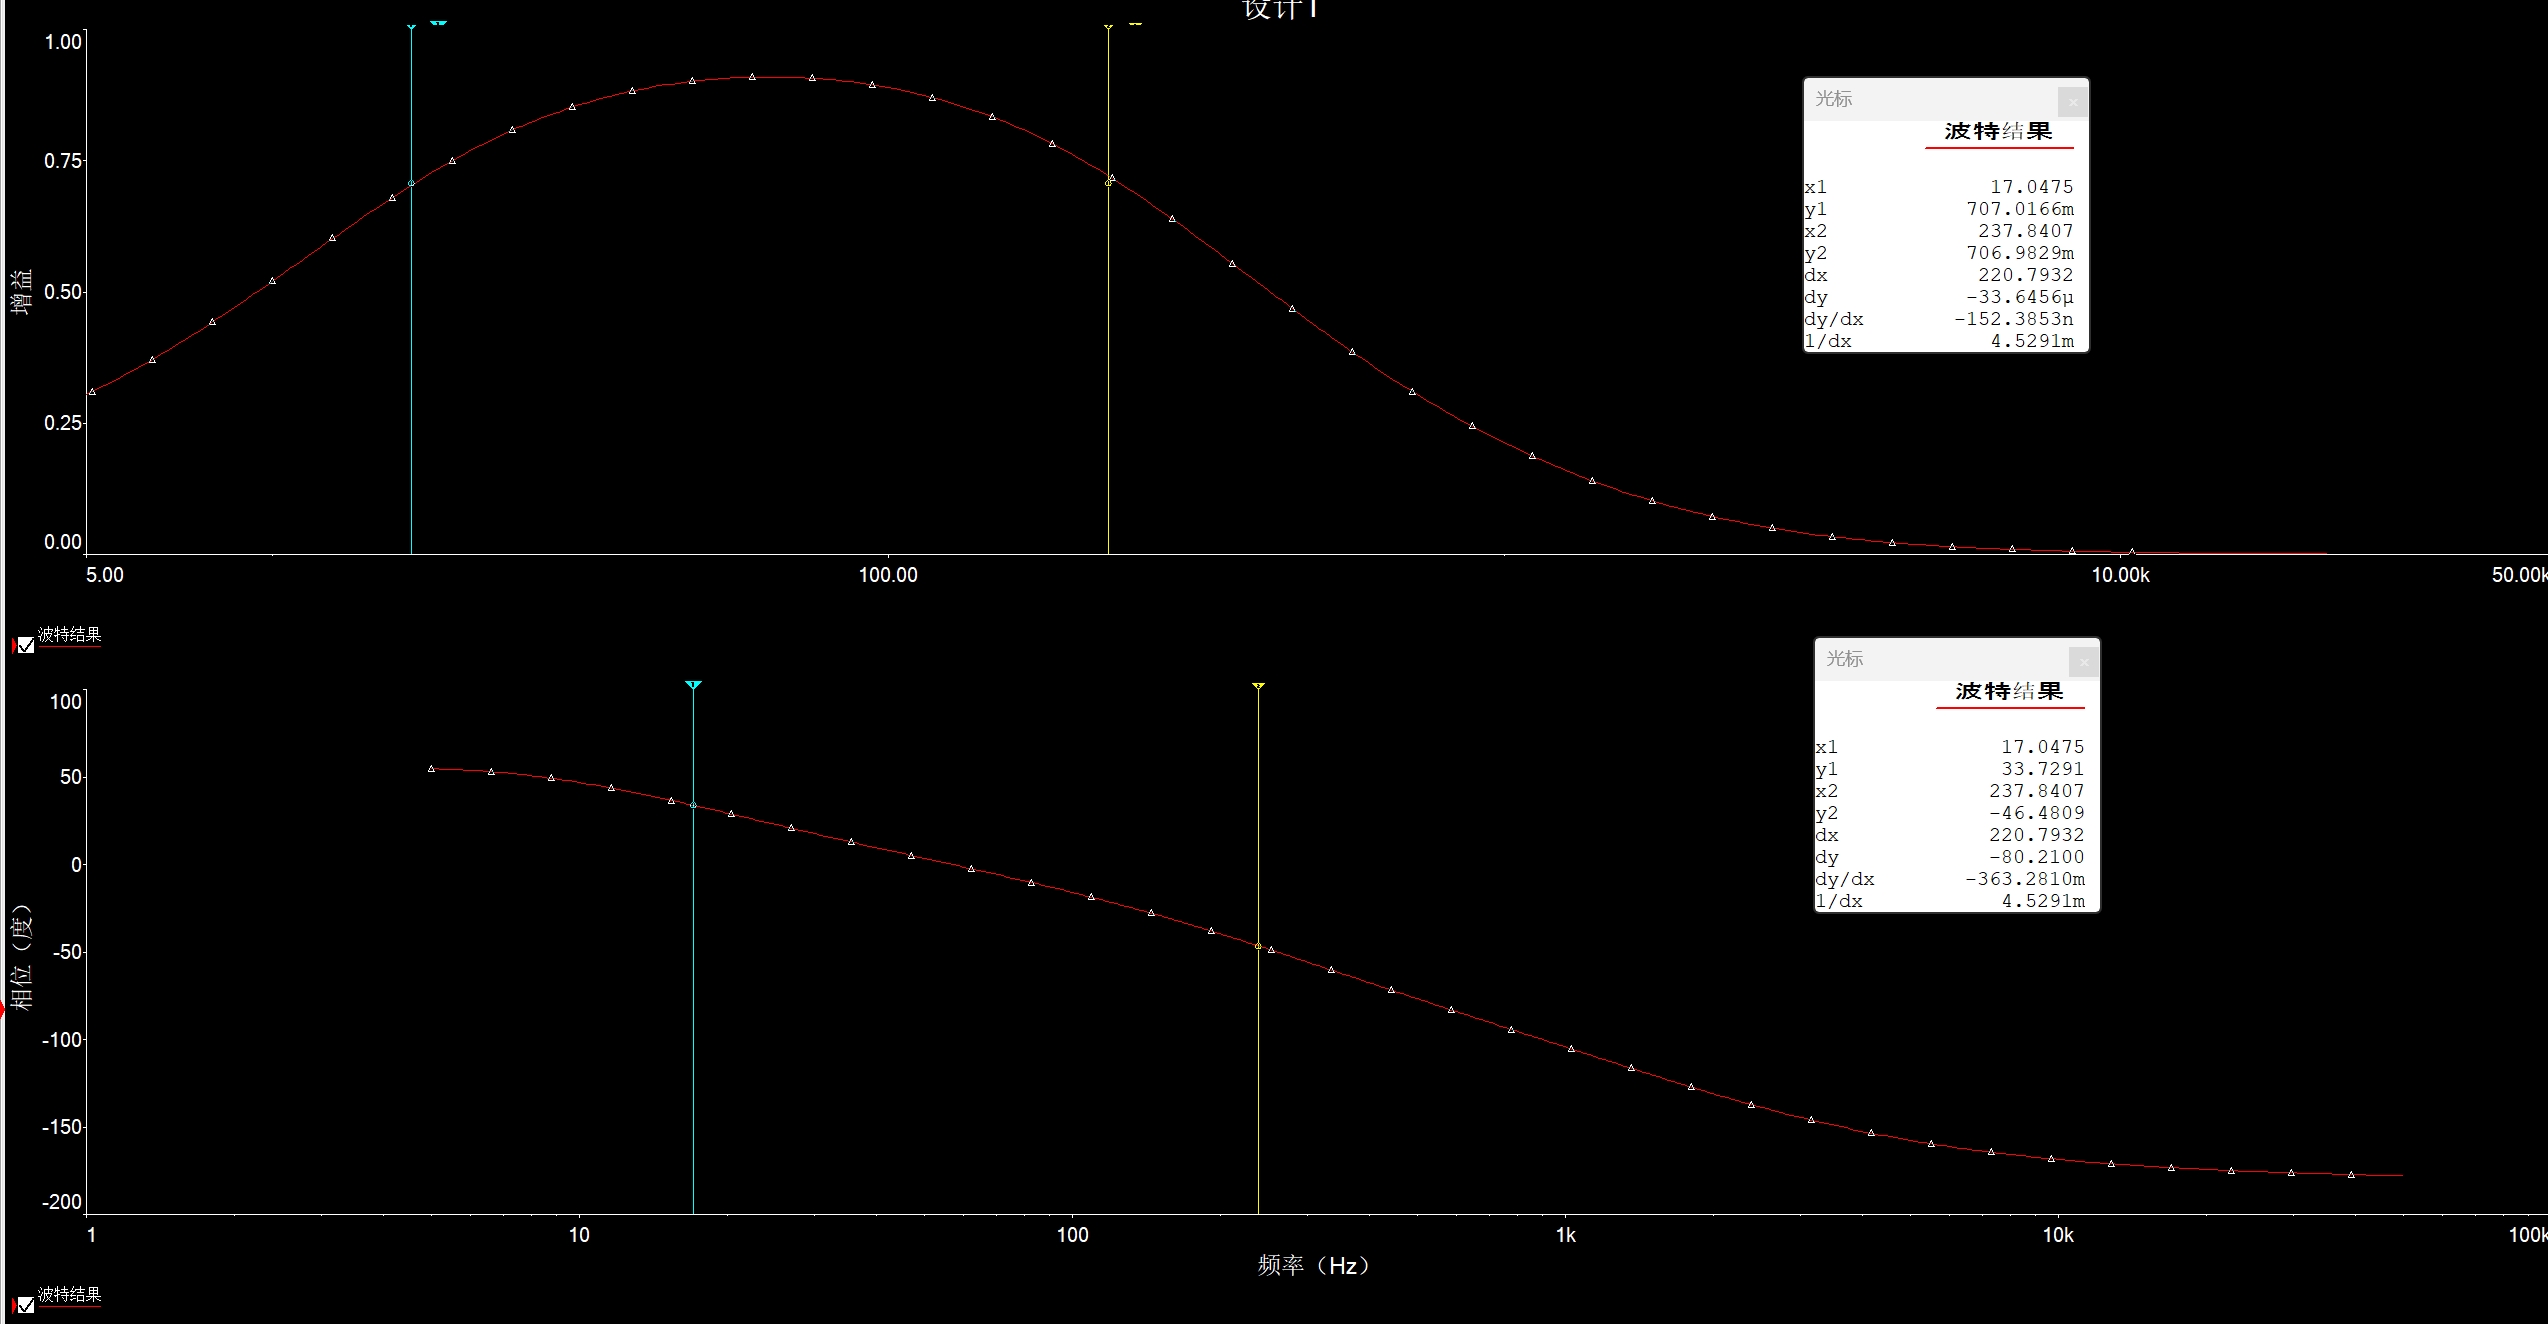 设计1
1.00
0.75
0.50
0.25
0.00
增益
5.00 100.00 10.00k 50.00k
光标
波特结果
x1 17.0475
y1 707.0166m
x2 237.8407
y2 706.9829m
dx 220.7932
dy -33.6456µ
dy/dx -152.3853n
1/dx 4.5291m
波特结果
100
50
0
-50
-100
-150
-200
相位（度）
1 10 100 1k 10k 100k
频率（Hz）
光标
波特结果
x1 17.0475
y1 33.7291
x2 237.8407
y2 -46.4809
dx 220.7932
dy -80.2100
dy/dx -363.2810m
1/dx 4.5291m
波特结果